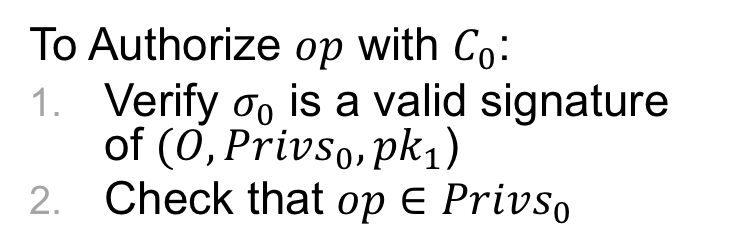 To Authorize 𝑜𝑝 with 𝐶₀:
1. Verify 𝜎₀ is a valid signature
of (𝑂, 𝑃𝑟𝑖𝑣𝑠₀, 𝑝𝑘₁)
2. Check that 𝑜𝑝 ∈ 𝑃𝑟𝑖𝑣𝑠₀